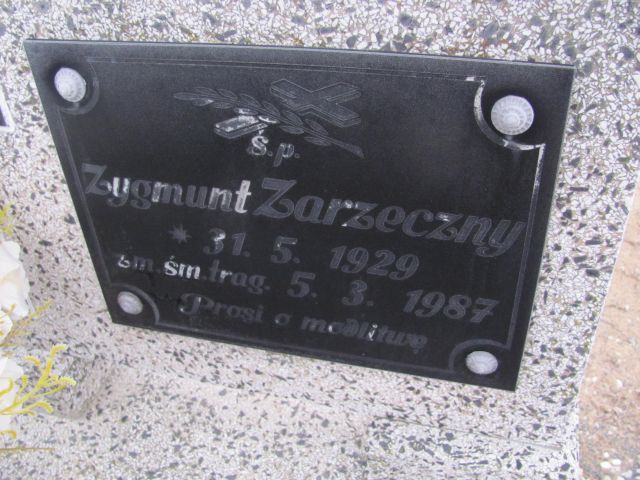 ś.p.
Zygmunt Zarzeczny
* 31. 5. 1929
zm. śm. trag. 5. 3. 1987
Prosi o modlitwę